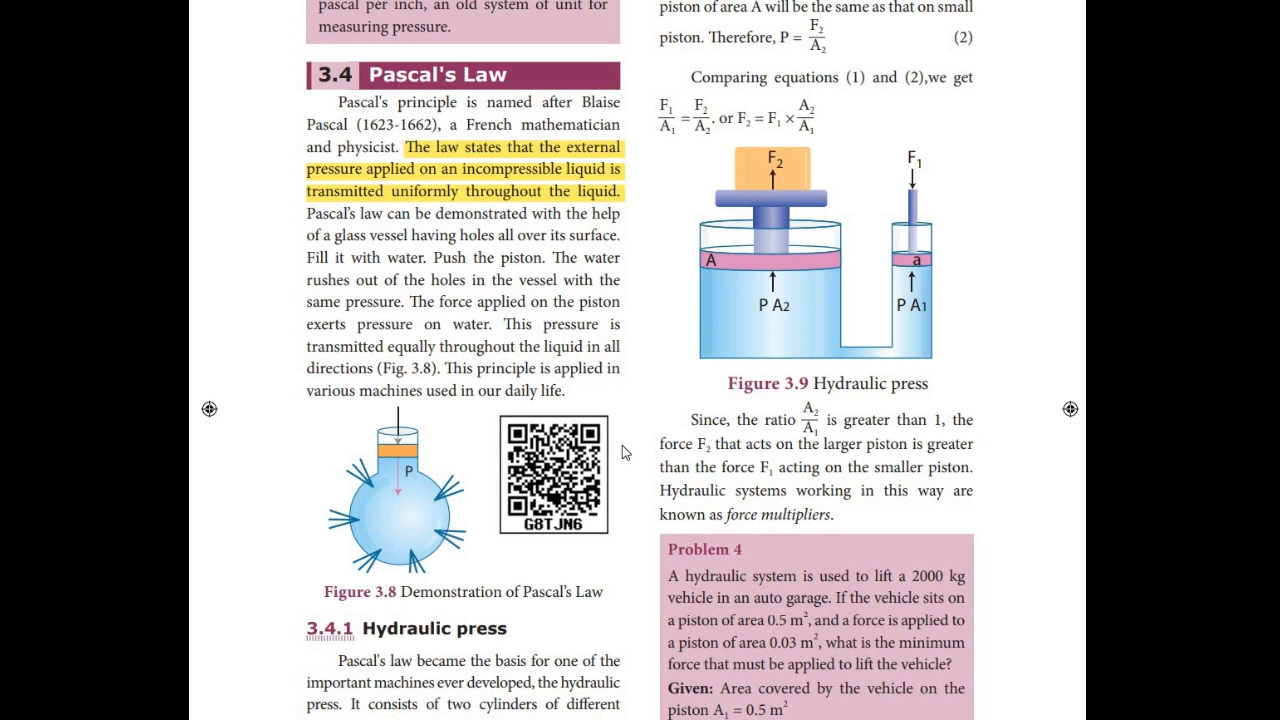 pascal per inch, an old system of unit for
measuring pressure.
3.4 Pascal's Law
Pascal's principle is named after Blaise
Pascal (1623-1662), a French mathematician
and physicist. The law states that the external
pressure applied on an incompressible liquid is
transmitted uniformly throughout the liquid.
Pascal's law can be demonstrated with the help
of a glass vessel having holes all over its surface.
Fill it with water. Push the piston. The water
rushes out of the holes in the vessel with the
same pressure. The force applied on the piston
exerts pressure on water. This pressure is
transmitted equally throughout the liquid in all
directions (Fig. 3.8). This principle is applied in
various machines used in our daily life.
P
G8TJN6
Figure 3.8 Demonstration of Pascal's Law
3.4.1 Hydraulic press
Pascal's law became the basis for one of the
important machines ever developed, the hydraulic
press. It consists of two cylinders of different
piston of area A will be the same as that on small
piston. Therefore, P = F₂/A₂ (2)
Comparing equations (1) and (2),we get
F₁/A₁ = F₂/A₂. or F₂ = F₁ × A₂/A₁
F₂ F₁
A a
P A₂ P A₁
Figure 3.9 Hydraulic press
Since, the ratio A₂/A₁ is greater than 1, the
force F₂ that acts on the larger piston is greater
than the force F₁ acting on the smaller piston.
Hydraulic systems working in this way are
known as force multipliers.
Problem 4
A hydraulic system is used to lift a 2000 kg
vehicle in an auto garage. If the vehicle sits on
a piston of area 0.5 m², and a force is applied to
a piston of area 0.03 m², what is the minimum
force that must be applied to lift the vehicle?
Given: Area covered by the vehicle on the
piston A₁ = 0.5 m²